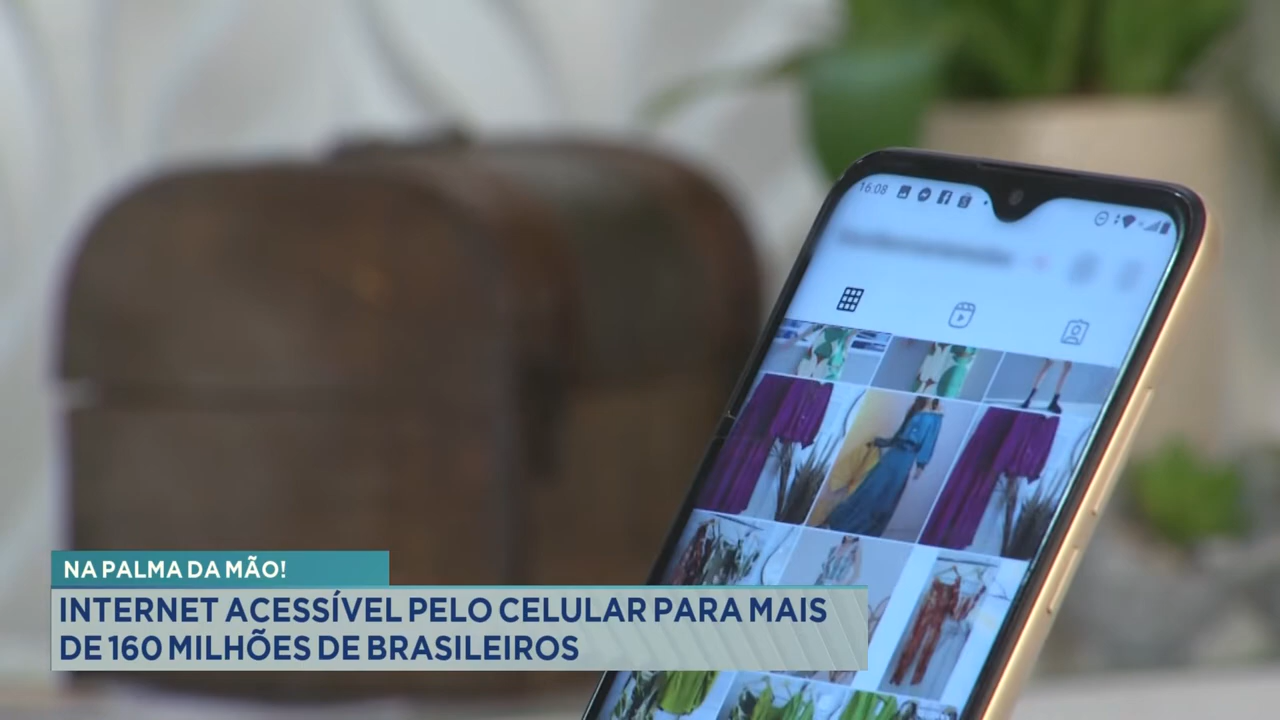 16:08
NA PALMA DA MÃO!
INTERNET ACESSÍVEL PELO CELULAR PARA MAIS
DE 160 MILHÕES DE BRASILEIROS